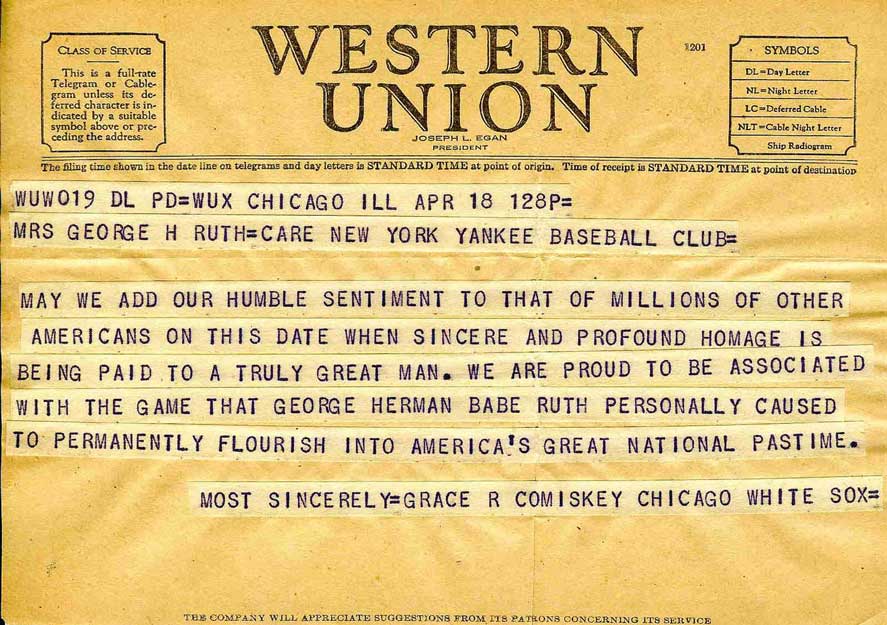 CLASS OF SERVICE
This is a full-rate
Telegram or Cable-
gram unless its de-
ferred character is in-
dicated by a suitable
symbol above or pre-
ceding the address.
WESTERN
UNION
JOSEPH L. EGAN
PRESIDENT
1201
SYMBOLS
DL=Day Letter
NL=Night Letter
LC=Deferred Cable
NLT=Cable Night Letter
Ship Radiogram
The filing time shown in the date line on telegrams and day letters is STANDARD TIME at point of origin. Time of receipt is STANDARD TIME at point of destination
WUW019 DL PD=WUX CHICAGO ILL APR 18 128P=
MRS GEORGE H RUTH=CARE NEW YORK YANKEE BASEBALL CLUB=
MAY WE ADD OUR HUMBLE SENTIMENT TO THAT OF MILLIONS OF OTHER
AMERICANS ON THIS DATE WHEN SINCERE AND PROFOUND HOMAGE IS
BEING PAID TO A TRULY GREAT MAN. WE ARE PROUD TO BE ASSOCIATED
WITH THE GAME THAT GEORGE HERMAN BABE RUTH PERSONALLY CAUSED
TO PERMANENTLY FLOURISH INTO AMERICA'S GREAT NATIONAL PASTIME.
MOST SINCERELY=GRACE R COMISKEY CHICAGO WHITE SOX=
THE COMPANY WILL APPRECIATE SUGGESTIONS FROM ITS PATRONS CONCERNING ITS SERVICE